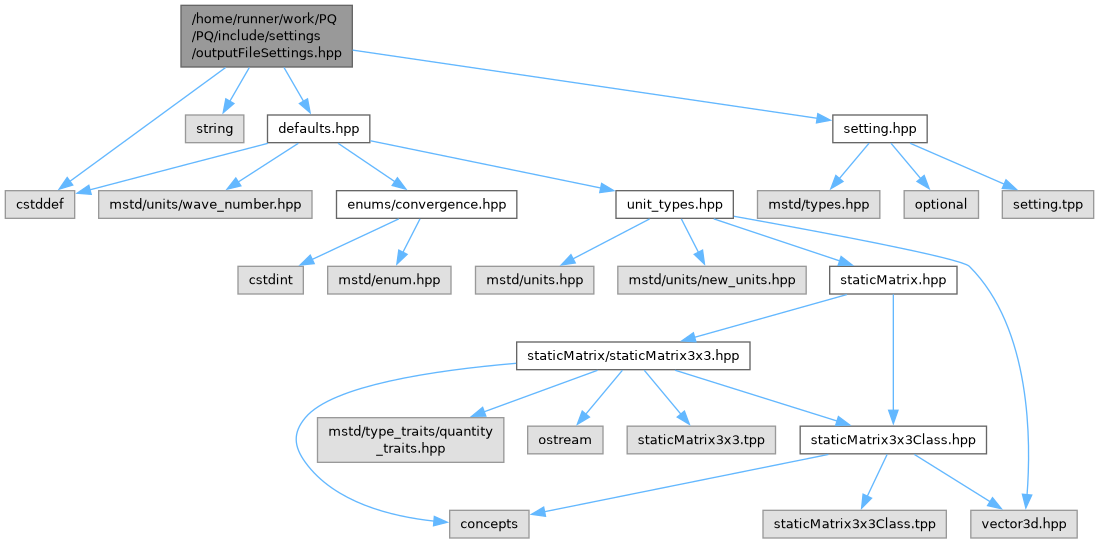 /home/runner/work/PQ
/PQ/include/settings
/outputFileSettings.hpp
string
defaults.hpp
setting.hpp
cstddef
mstd/units/wave_number.hpp
enums/convergence.hpp
unit_types.hpp
mstd/types.hpp
optional
setting.tpp
cstdint
mstd/enum.hpp
mstd/units.hpp
mstd/units/new_units.hpp
staticMatrix.hpp
staticMatrix/staticMatrix3x3.hpp
mstd/type_traits/quantity
_traits.hpp
ostream
staticMatrix3x3.tpp
staticMatrix3x3Class.hpp
concepts
staticMatrix3x3Class.tpp
vector3d.hpp